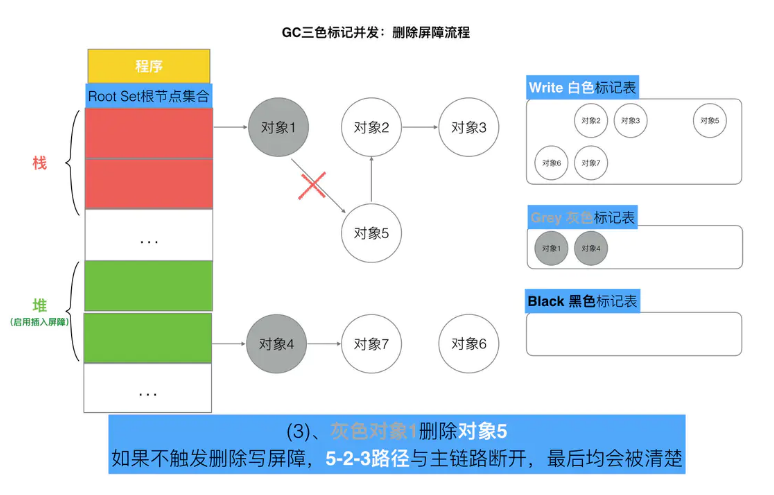 GC三色标记并发：删除屏障流程
程序
Root Set根节点集合
栈
...
堆
(启用插入屏障)
...
对象1
对象2
对象3
对象5
对象4
对象7
对象6
Write 白色标记表
对象2
对象3
对象5
对象6
对象7
Grey 灰色标记表
对象1
对象4
Black 黑色标记表
(3)、灰色对象1删除对象5
如果不触发删除写屏障，5-2-3路径与主链路断开，最后均会被清楚